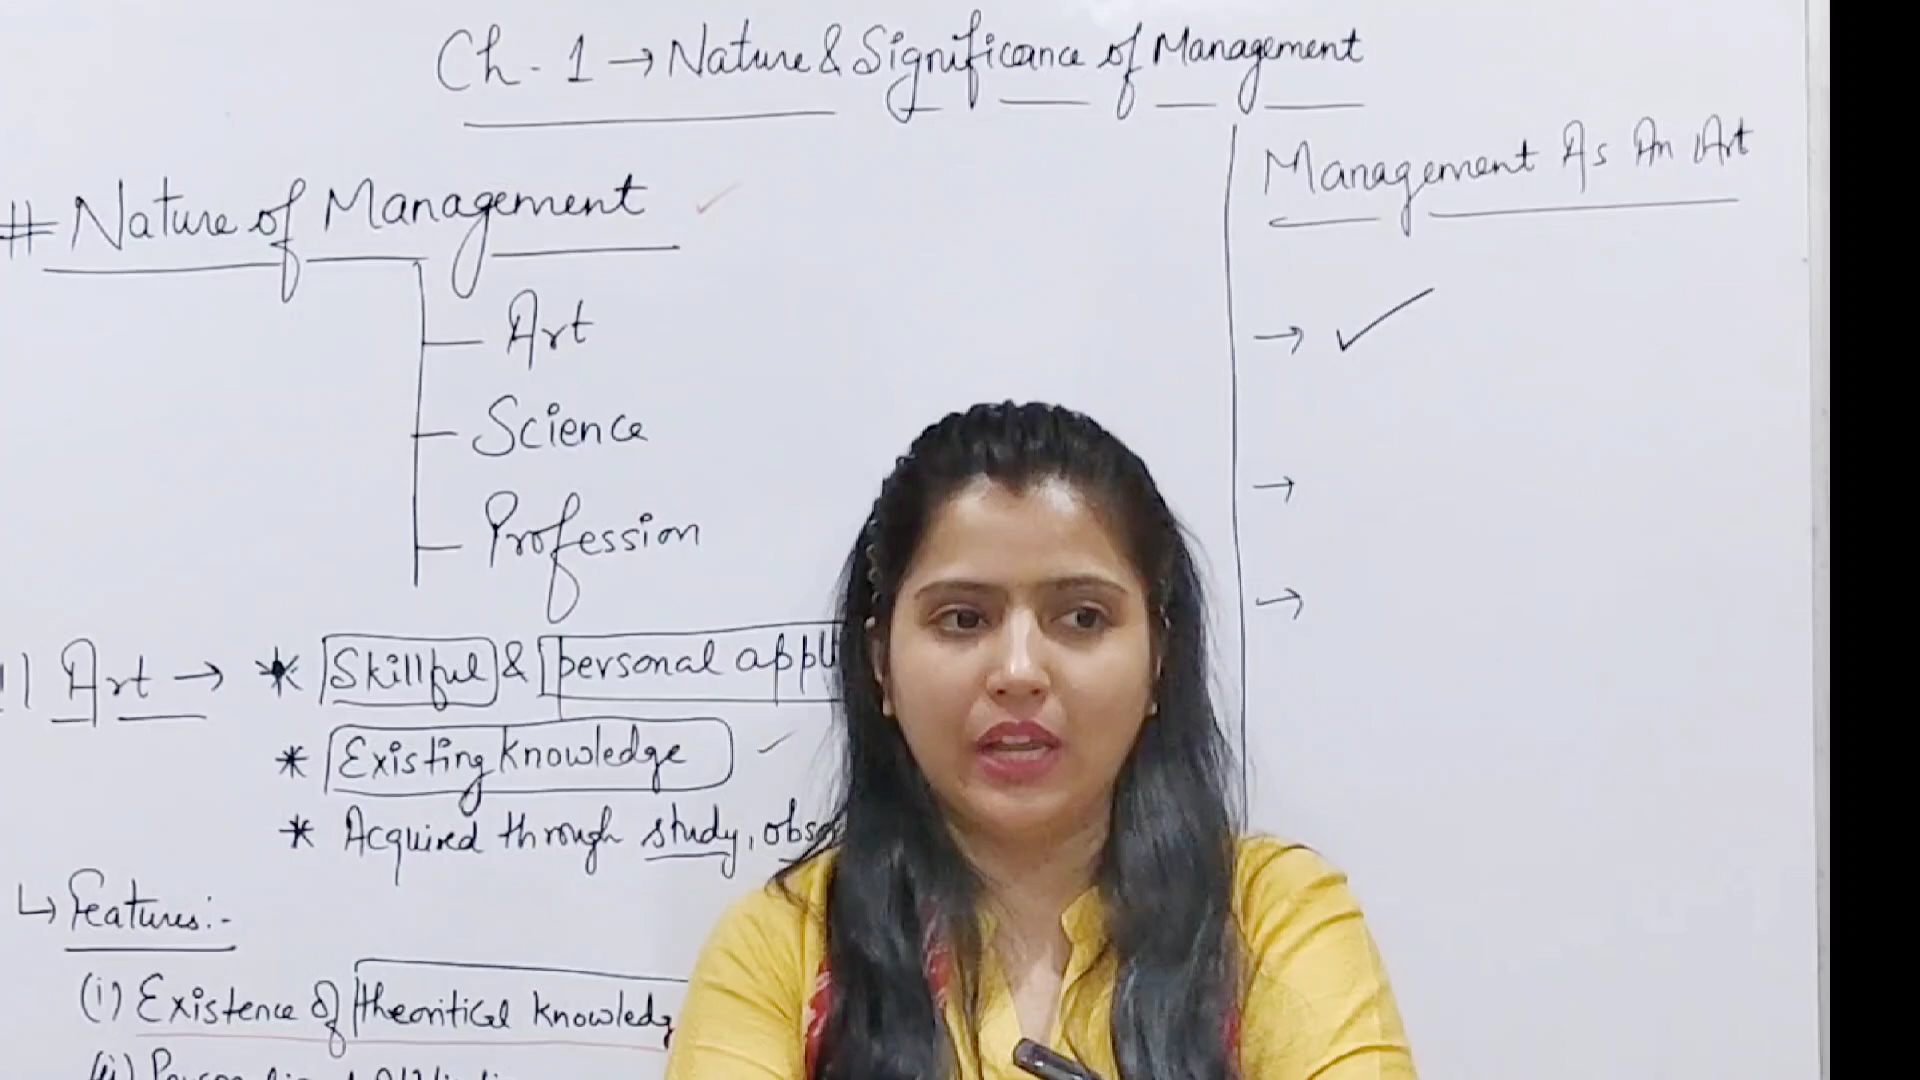 Ch. 1 → Nature & Significance of Management
# Nature of Management
Art
Science
Profession
1) Art → * Skillful & personal
* Existing knowledge
* Acquired through study,
↳ Features:-
(i) Existence of theoritical
(ii)
Management As An Art
→ ✓
→
→